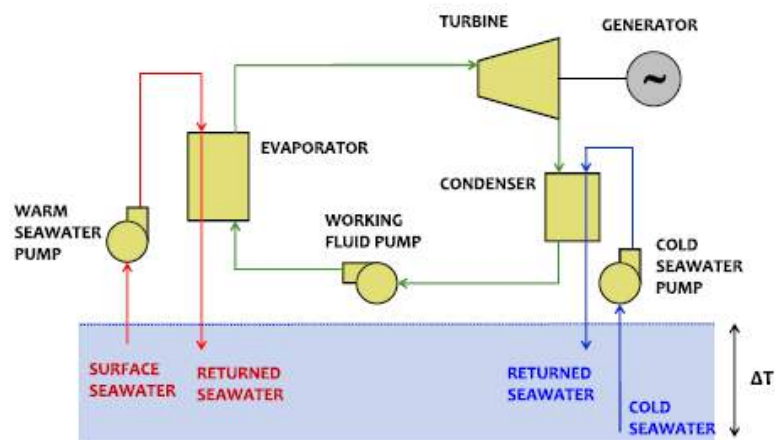 TURBINE
GENERATOR
~
EVAPORATOR
CONDENSER
WARM
SEAWATER
PUMP
WORKING
FLUID PUMP
COLD
SEAWATER
PUMP
SURFACE
SEAWATER
RETURNED
SEAWATER
RETURNED
SEAWATER
COLD
SEAWATER
ΔT